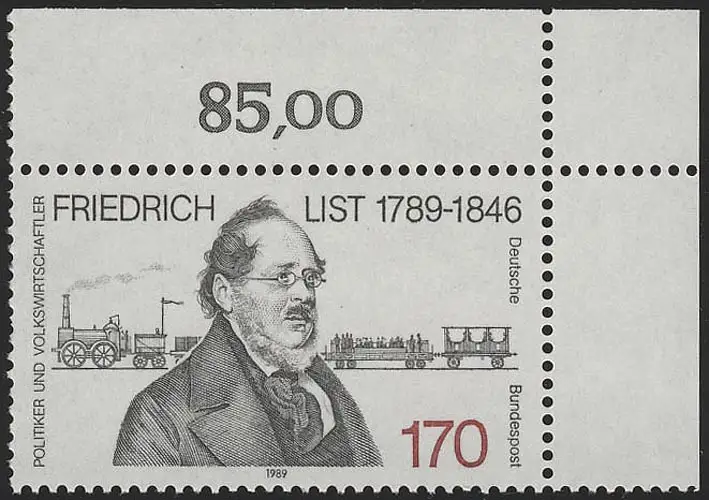 85,00
FRIEDRICH LIST 1789-1846
POLITIKER UND VOLKSWIRTSCHAFTLER
Deutsche Bundespost
170
1989